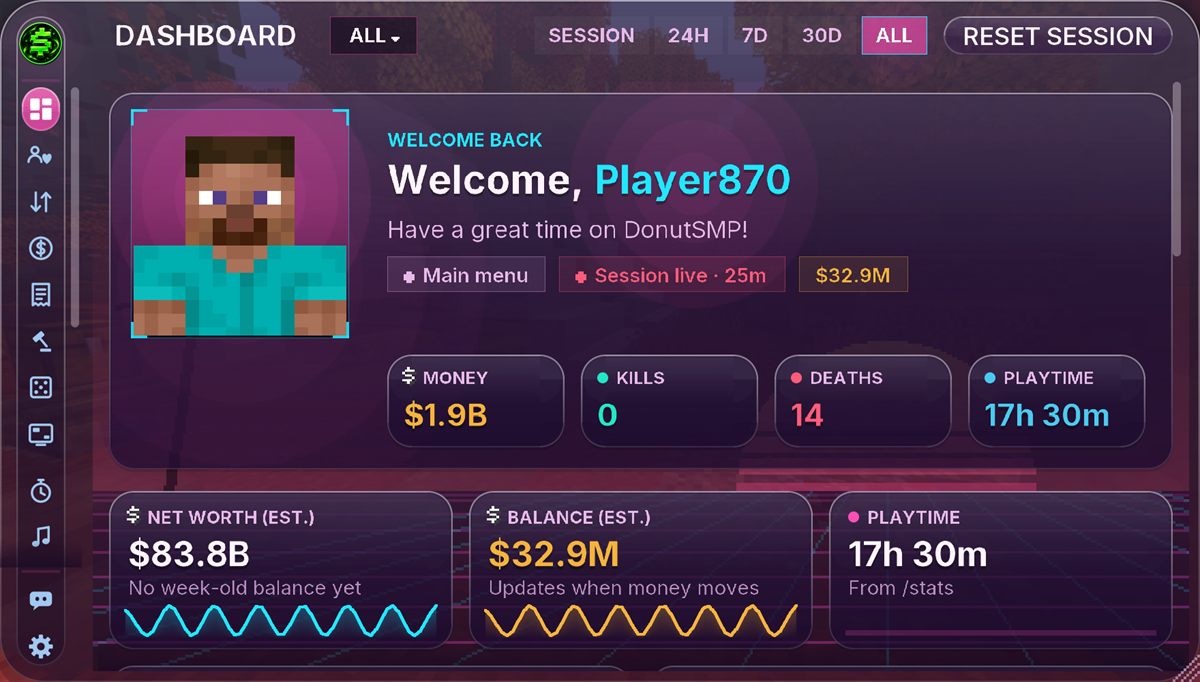 DASHBOARD ALL SESSION 24H 7D 30D ALL RESET SESSION
WELCOME BACK
Welcome, Player870
Have a great time on DonutSMP!
Main menu Session live · 25m $32.9M
MONEY KILLS DEATHS PLAYTIME
$1.9B 0 14 17h 30m
NET WORTH (EST.) BALANCE (EST.) PLAYTIME
$83.8B $32.9M 17h 30m
No week-old balance yet Updates when money moves From /stats